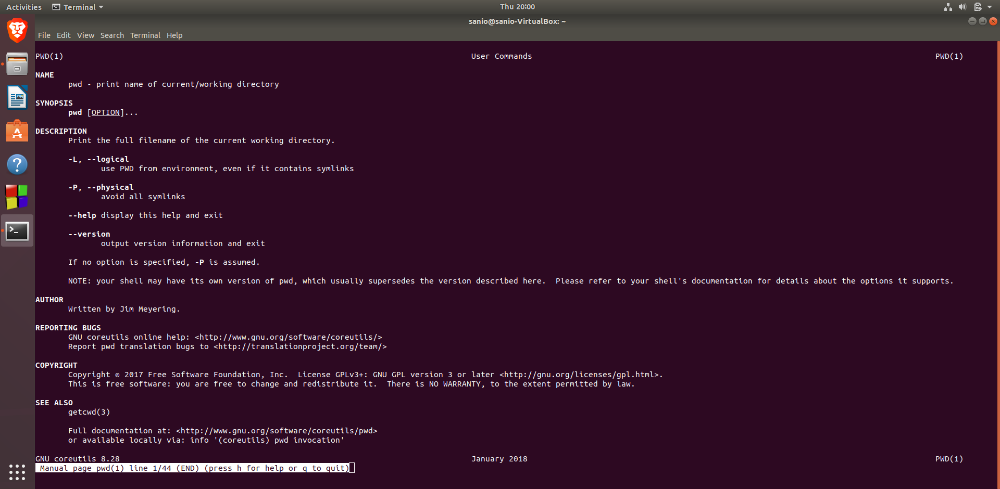 Activities Terminal Thu 20:00
sanio@sanio-VirtualBox: ~
File Edit View Search Terminal Help
PWD(1) User Commands PWD(1)
NAME
pwd - print name of current/working directory
SYNOPSIS
pwd [OPTION]...
DESCRIPTION
Print the full filename of the current working directory.
-L, --logical
use PWD from environment, even if it contains symlinks
-P, --physical
avoid all symlinks
--help display this help and exit
--version
output version information and exit
If no option is specified, -P is assumed.
NOTE: your shell may have its own version of pwd, which usually supersedes the version described here.  Please refer to your shell's documentation for details about the options it supports.
AUTHOR
Written by Jim Meyering.
REPORTING BUGS
GNU coreutils online help: <http://www.gnu.org/software/coreutils/>
Report pwd translation bugs to <http://translationproject.org/team/>
COPYRIGHT
Copyright © 2017 Free Software Foundation, Inc.  License GPLv3+: GNU GPL version 3 or later <http://gnu.org/licenses/gpl.html>.
This is free software: you are free to change and redistribute it.  There is NO WARRANTY, to the extent permitted by law.
SEE ALSO
getcwd(3)
Full documentation at: <http://www.gnu.org/software/coreutils/pwd>
or available locally via: info '(coreutils) pwd invocation'
GNU coreutils 8.28 January 2018 PWD(1)
Manual page pwd(1) line 1/44 (END) (press h for help or q to quit)